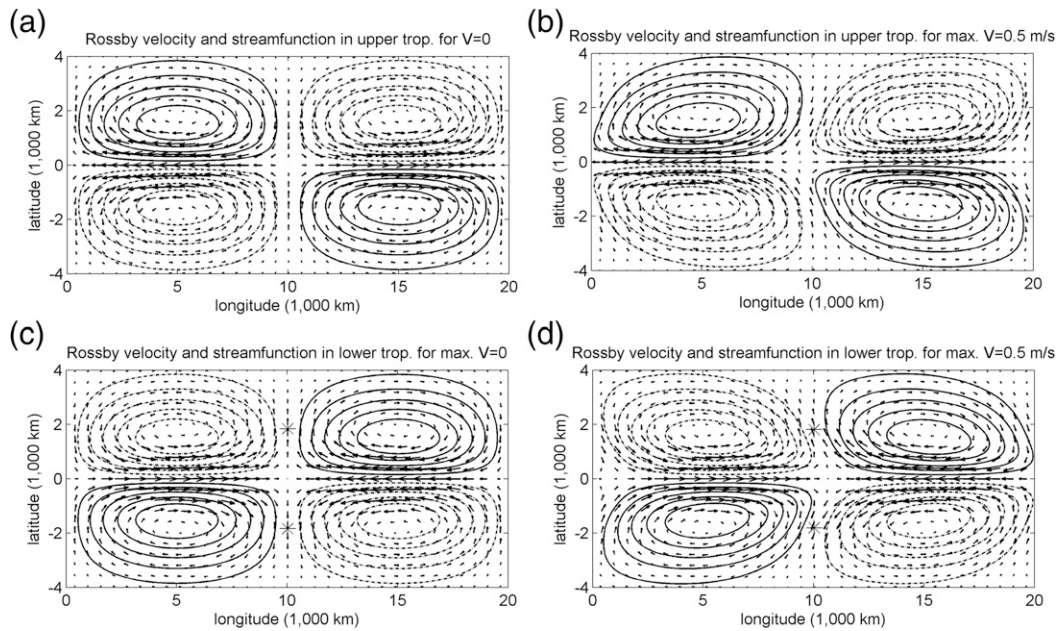 (a)
Rossby velocity and streamfunction in upper trop. for V=0
4
2
0
-2
-4
latitude (1,000 km)
0 5 10 15 20
longitude (1,000 km)
(b)
Rossby velocity and streamfunction in upper trop. for max. V=0.5 m/s
4
2
0
-2
-4
latitude (1,000 km)
0 5 10 15 20
longitude (1,000 km)
(c)
Rossby velocity and streamfunction in lower trop. for max. V=0
4
2
0
-2
-4
latitude (1,000 km)
0 5 10 15 20
longitude (1,000 km)
(d)
Rossby velocity and streamfunction in lower trop. for max. V=0.5 m/s
4
2
0
-2
-4
latitude (1,000 km)
0 5 10 15 20
longitude (1,000 km)